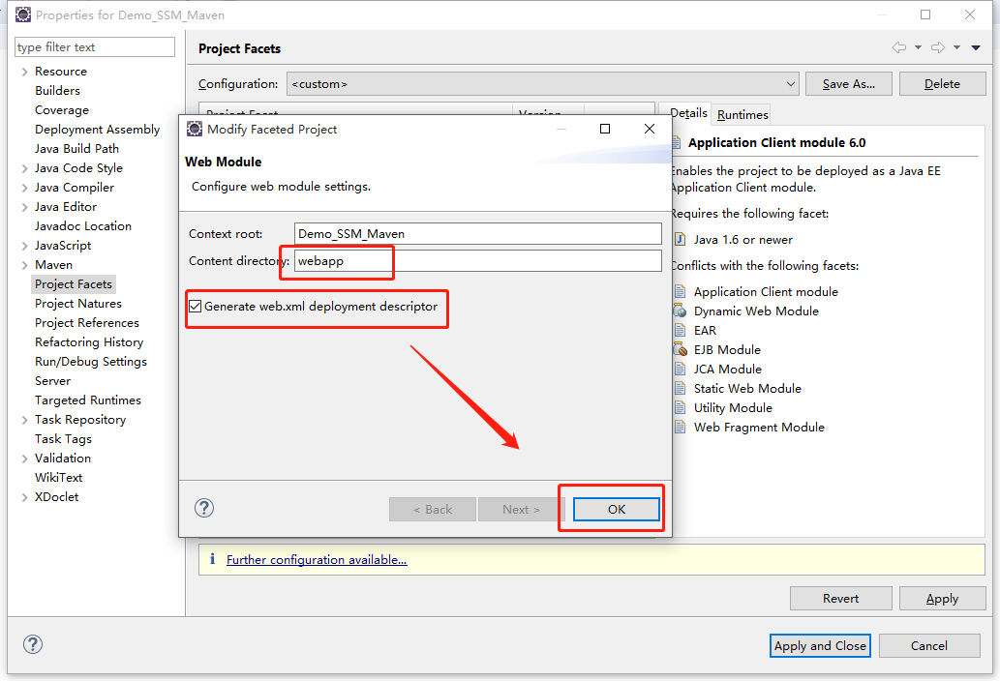 Properties for Demo_SSM_Maven
type filter text
Resource
Builders
Coverage
Deployment Assembly
Java Build Path
Java Code Style
Java Compiler
Java Editor
Javadoc Location
JavaScript
Maven
Project Facets
Project Natures
Project References
Refactoring History
Run/Debug Settings
Server
Targeted Runtimes
Task Repository
Task Tags
Validation
WikiText
XDoclet
Project Facets
Configuration: <custom> Save As... Delete
Project Facet Version
Modify Faceted Project
Web Module
Configure web module settings.
Context root: Demo_SSM_Maven
Content directory: webapp
Generate web.xml deployment descriptor
< Back Next > OK
Details Runtimes
Application Client module 6.0
Enables the project to be deployed as a Java EE
Application Client module.
Requires the following facet:
Java 1.6 or newer
Conflicts with the following facets:
Application Client module
Dynamic Web Module
EAR
EJB Module
JCA Module
Static Web Module
Utility Module
Web Fragment Module
Further configuration available...
Revert Apply
Apply and Close Cancel